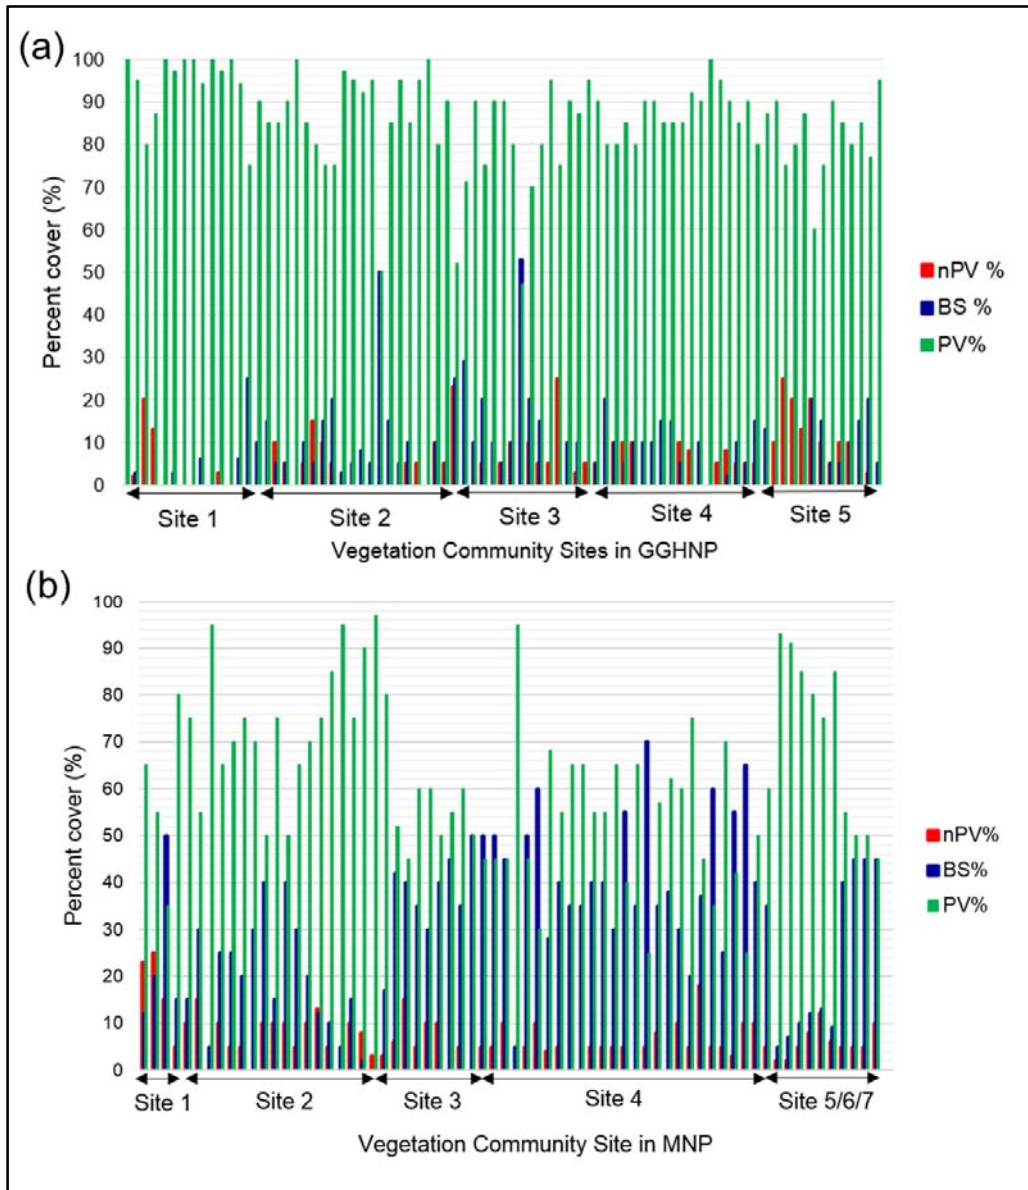 (a)
100
90
80
70
60
50
40
30
20
10
0
Percent cover (%)
nPV %
BS %
PV%
Site 1 Site 2 Site 3 Site 4 Site 5
Vegetation Community Sites in GGHNP
(b)
100
90
80
70
60
50
40
30
20
10
0
Percent cover (%)
nPV%
BS%
PV%
Site 1 Site 2 Site 3 Site 4 Site 5/6/7
Vegetation Community Site in MNP